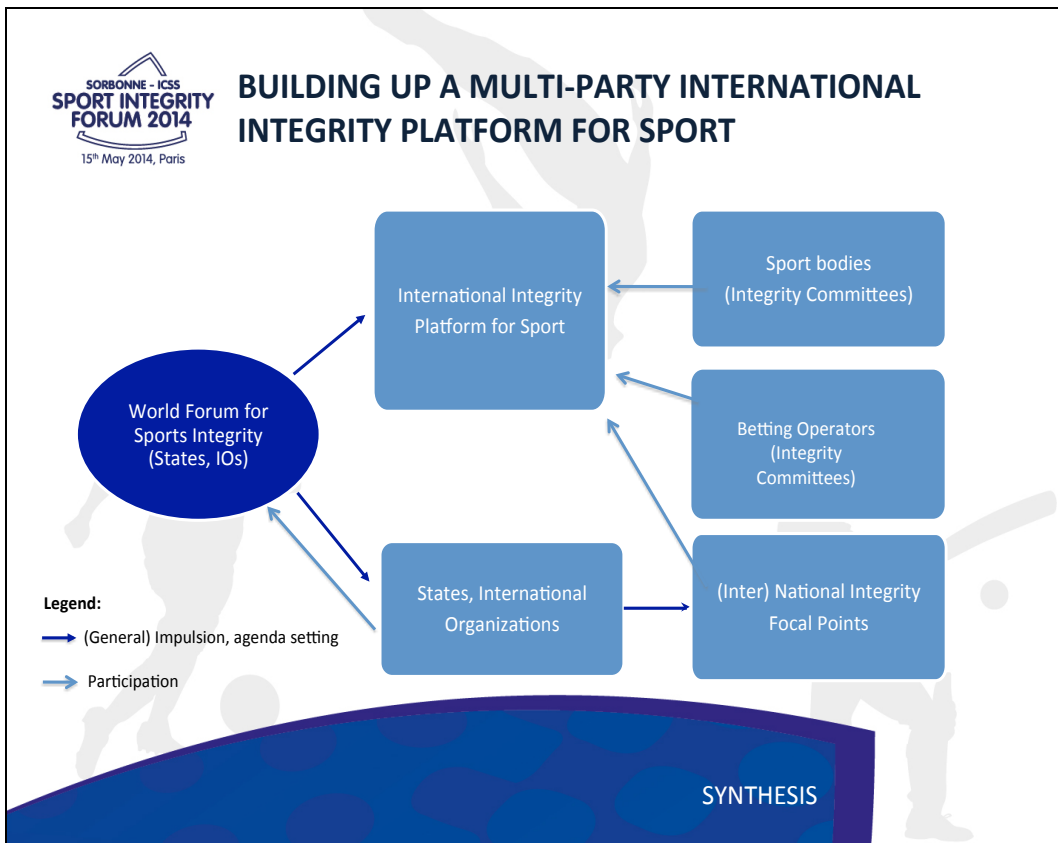 SORBONNE - ICSS
SPORT INTEGRITY
FORUM 2014
15th May 2014, Paris
BUILDING UP A MULTI-PARTY INTERNATIONAL
INTEGRITY PLATFORM FOR SPORT
International Integrity
Platform for Sport
Sport bodies
(Integrity Committees)
World Forum for
Sports Integrity
(States, IOs)
Betting Operators
(Integrity
Committees)
States, International
Organizations
(Inter) National Integrity
Focal Points
Legend:
(General) Impulsion, agenda setting
Participation
SYNTHESIS